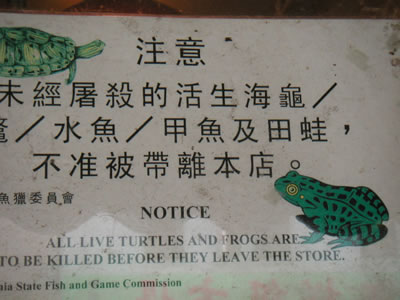 注意
未經屠殺的活生海龜／
鱉／水魚／甲魚及田蛙，
不准被帶離本店。
魚獵委員會
NOTICE
ALL LIVE TURTLES AND FROGS ARE
TO BE KILLED BEFORE THEY LEAVE THE STORE.
nia State Fish and Game Commission